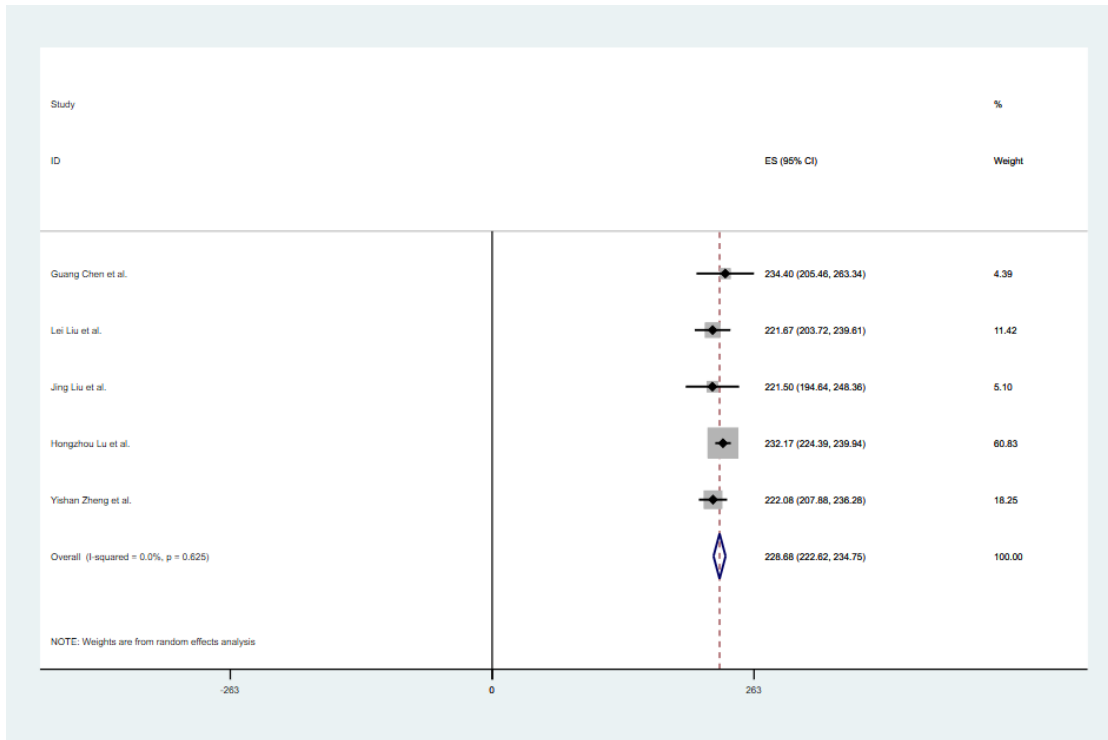 Study %
ID ES (95% CI) Weight
Guang Chen et al. 234.40 (205.46, 263.34) 4.39
Lei Liu et al. 221.67 (203.72, 239.61) 11.42
Jing Liu et al. 221.50 (194.64, 248.36) 5.10
Hongzhou Lu et al. 232.17 (224.39, 239.94) 60.83
Yishan Zheng et al. 222.08 (207.88, 236.28) 18.25
Overall (I-squared = 0.0%, p = 0.625) 228.68 (222.62, 234.75) 100.00
NOTE: Weights are from random effects analysis
-263 0 263